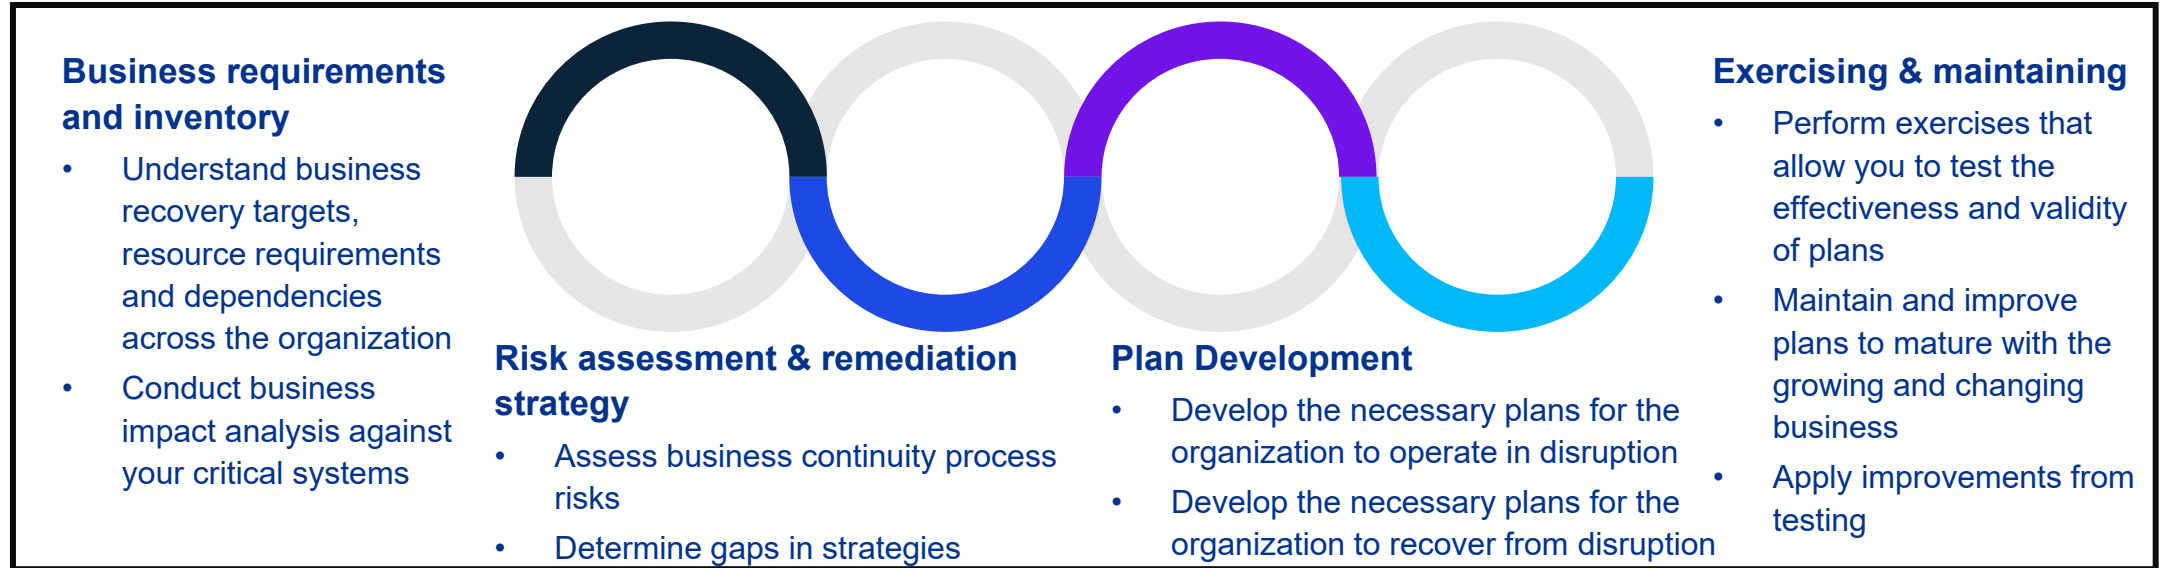 Business requirements
and inventory
• Understand business
recovery targets,
resource requirements
and dependencies
across the organization
• Conduct business
impact analysis against
your critical systems
Risk assessment & remediation
strategy
• Assess business continuity process
risks
• Determine gaps in strategies
Plan Development
• Develop the necessary plans for the
organization to operate in disruption
• Develop the necessary plans for the
organization to recover from disruption
Exercising & maintaining
• Perform exercises that
allow you to test the
effectiveness and validity
of plans
• Maintain and improve
plans to mature with the
growing and changing
business
• Apply improvements from
testing